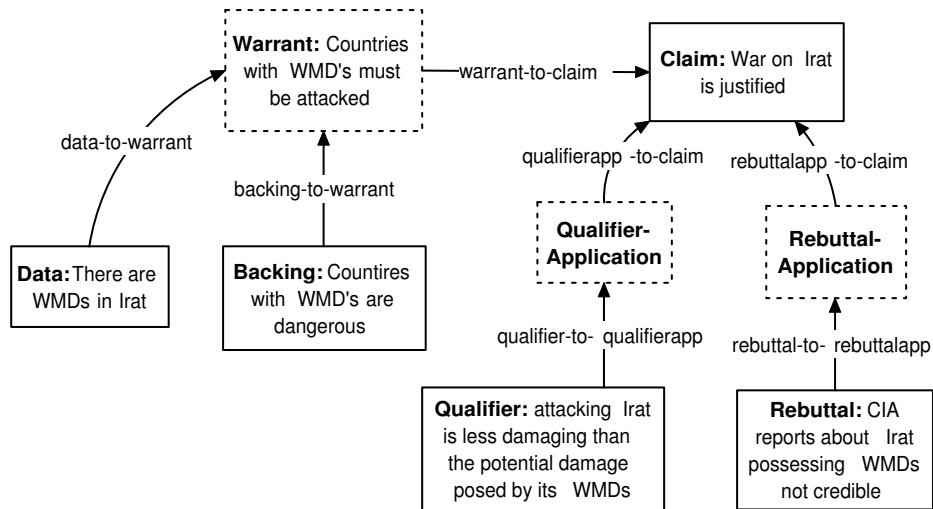 Warrant: Countries
with WMD's must
be attacked
warrant-to-claim
Claim: War on Irat
is justified
data-to-warrant
backing-to-warrant
qualifierapp -to-claim
rebuttalapp -to-claim
Data: There are
WMDs in Irat
Backing: Countires
with WMD's are
dangerous
Qualifier-
Application
Rebuttal-
Application
qualifier-to- qualifierapp
rebuttal-to- rebuttalapp
Qualifier: attacking Irat
is less damaging than
the potential damage
posed by its WMDs
Rebuttal: CIA
reports about Irat
possessing WMDs
not credible